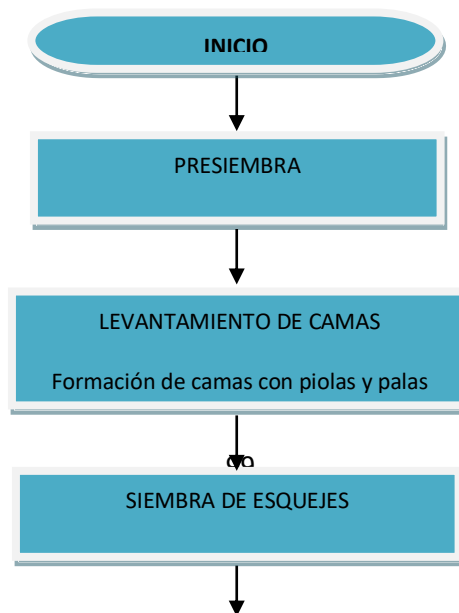 INICIO
PRESIEMBRA
LEVANTAMIENTO DE CAMAS
Formación de camas con piolas y palas
SIEMBRA DE ESQUEJES